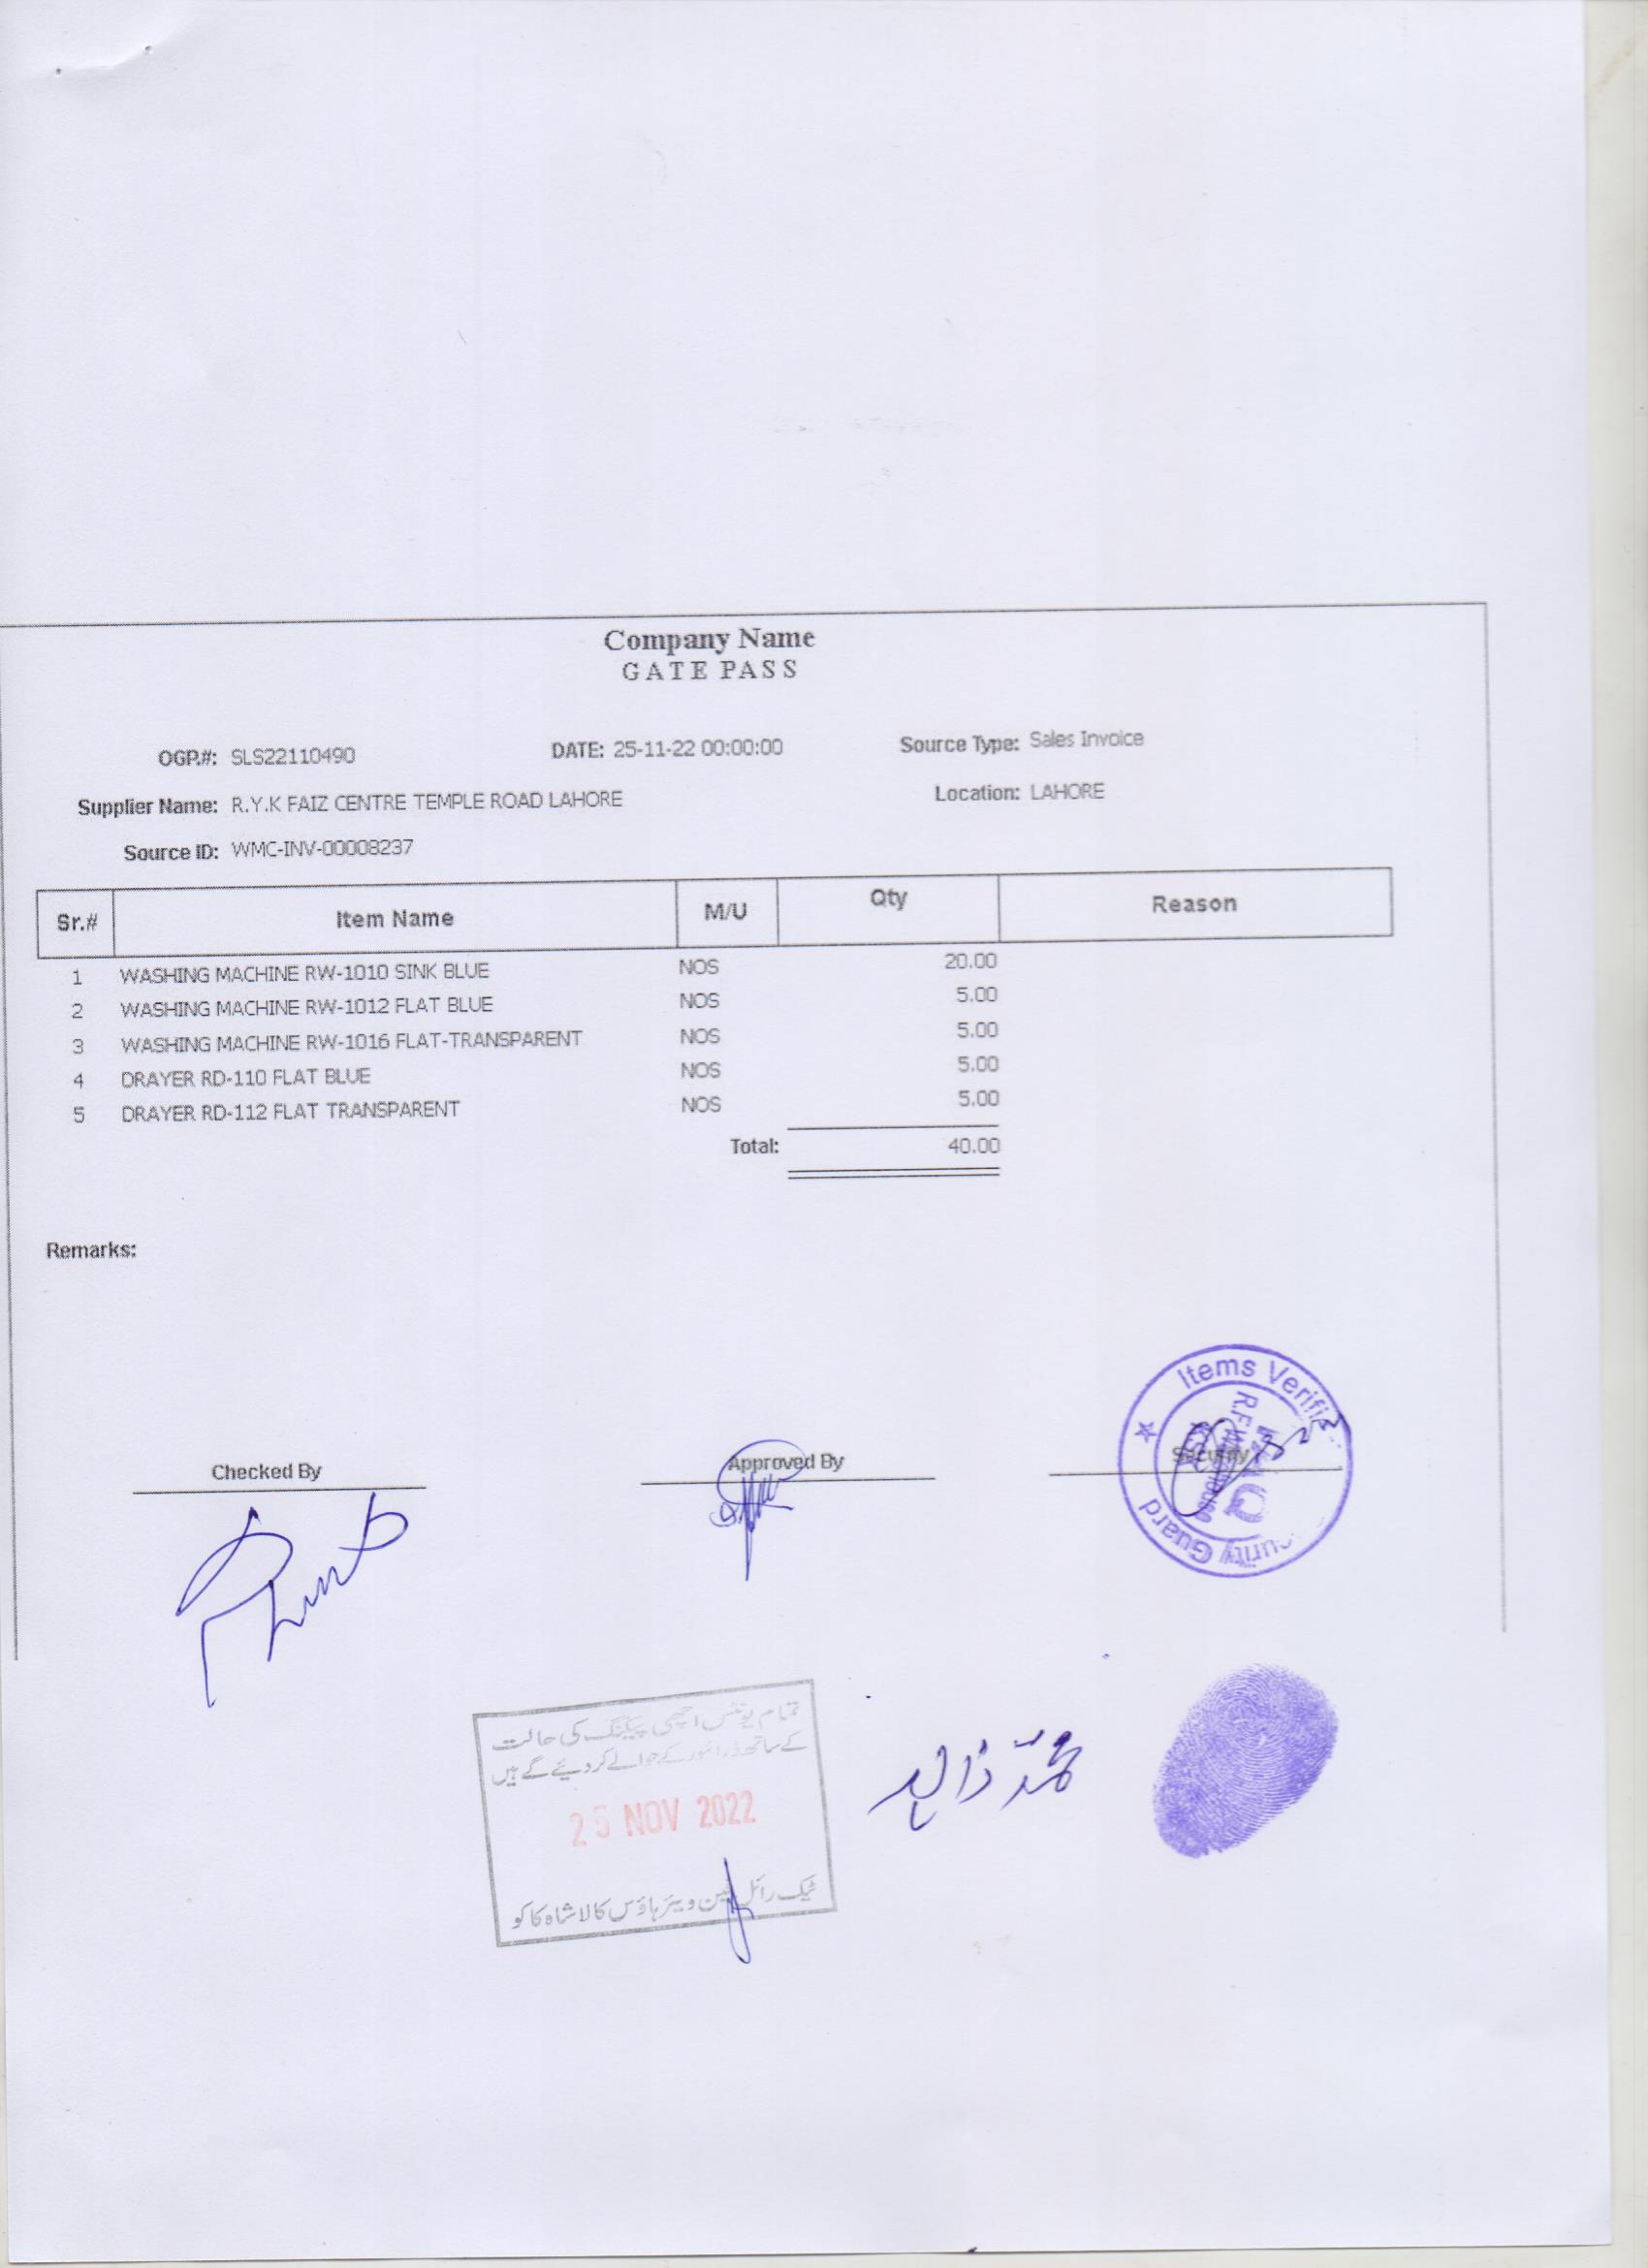 Company Name
GATE PASS
OGP.#: SLS22110490 DATE: 25-11-22 00:00:00 Source Type: Sales Invoice
Supplier Name: R.Y.K FAIZ CENTRE TEMPLE ROAD LAHORE Location: LAHORE
Source ID: WMC-INV-00008237
Sr.# Item Name M/U Qty Reason
1 WASHING MACHINE RW-1010 SINK BLUE NOS 20.00
2 WASHING MACHINE RW-1012 FLAT BLUE NOS 5.00
3 WASHING MACHINE RW-1016 FLAT-TRANSPARENT NOS 5.00
4 DRAYER RD-110 FLAT BLUE NOS 5.00
5 DRAYER RD-112 FLAT TRANSPARENT NOS 5.00
Total: 40.00
Remarks:
Checked By Approved By Security
Items
Guard
تمام یونٹس اچھی پیکنگ کی حالت
کے ساتھ ڈرائیور کے حوالے کر دیئے گے ہیں
25 NOV 2022
ٹیک رائل فین ویئر ہاؤس کالا شاہ کاکو
محمد